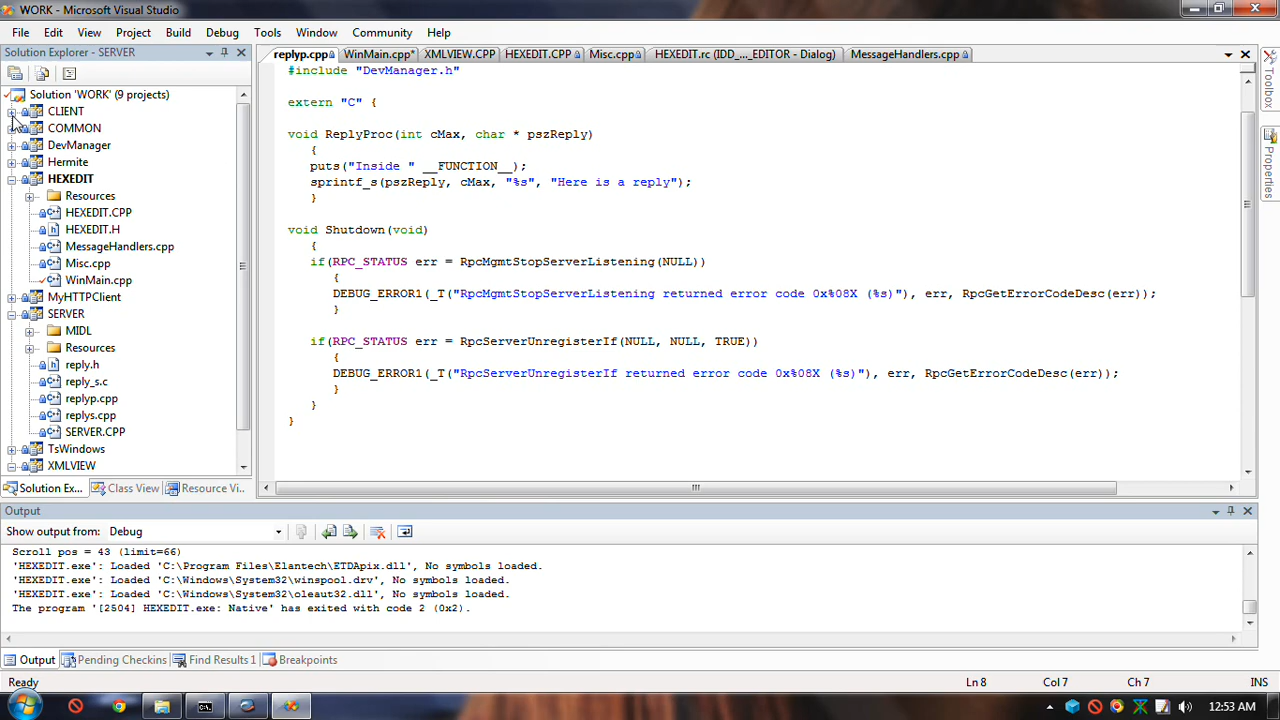 WORK - Microsoft Visual Studio
File Edit View Project Build Debug Tools Window Community Help
Solution Explorer - SERVER
Solution 'WORK' (9 projects)
CLIENT
COMMON
DevManager
Hermite
HEXEDIT
Resources
HEXEDIT.CPP
HEXEDIT.H
MessageHandlers.cpp
Misc.cpp
WinMain.cpp
MyHTTPClient
SERVER
MIDL
Resources
reply.h
reply_s.c
replyp.cpp
replys.cpp
SERVER.CPP
TsWindows
XMLVIEW
Solution Ex... Class View Resource Vi...
replyp.cpp WinMain.cpp* XMLVIEW.CPP HEXEDIT.CPP Misc.cpp HEXEDIT.rc (IDD_..._EDITOR - Dialog) MessageHandlers.cpp
#include "DevManager.h"
extern "C" {
void ReplyProc(int cMax, char * pszReply)
{
puts("Inside " __FUNCTION__);
sprintf_s(pszReply, cMax, "%s", "Here is a reply");
}
void Shutdown(void)
{
if(RPC_STATUS err = RpcMgmtStopServerListening(NULL))
{
DEBUG_ERROR1(_T("RpcMgmtStopServerListening returned error code 0x%08X (%s)"), err, RpcGetErrorCodeDesc(err));
}
if(RPC_STATUS err = RpcServerUnregisterIf(NULL, NULL, TRUE))
{
DEBUG_ERROR1(_T("RpcServerUnregisterIf returned error code 0x%08X (%s)"), err, RpcGetErrorCodeDesc(err));
}
}
}
Toolbox
Properties
Output
Show output from: Debug
Scroll pos = 43 (limit=66)
'HEXEDIT.exe': Loaded 'C:\Program Files\Elantech\ETDApix.dll', No symbols loaded.
'HEXEDIT.exe': Loaded 'C:\Windows\System32\winspool.drv', No symbols loaded.
'HEXEDIT.exe': Loaded 'C:\Windows\System32\oleaut32.dll', No symbols loaded.
The program '[2504] HEXEDIT.exe: Native' has exited with code 2 (0x2).
Output Pending Checkins Find Results 1 Breakpoints
Ready Ln 8 Col 7 Ch 7 INS
12:53 AM